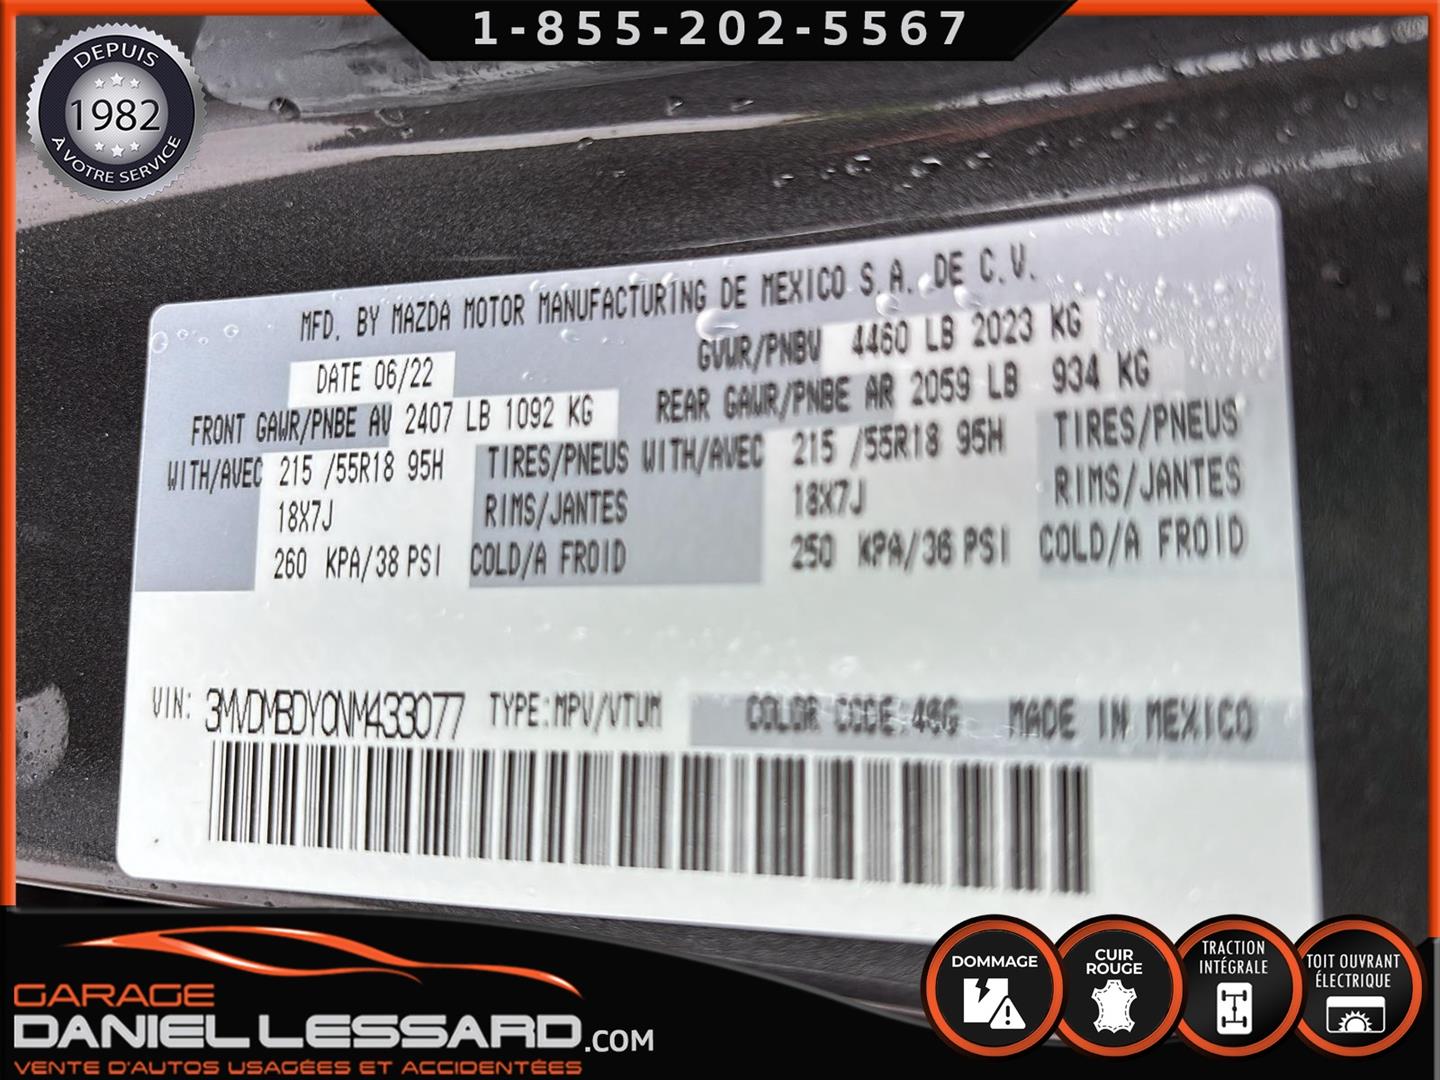 1-855-202-5567
DEPUIS
1982
À VOTRE SERVICE
MFD. BY MAZDA MOTOR MANUFACTURING DE MEXICO S.A. DE C.V.
DATE 06/22 GVWR/PNBV 4460 LB 2023 KG
FRONT GAWR/PNBE AV 2407 LB 1092 KG REAR GAWR/PNBE AR 2059 LB 934 KG
WITH/AVEC 215 /55R18 95H TIRES/PNEUS WITH/AVEC 215 /55R18 95H TIRES/PNEUS
18X7J RIMS/JANTES 18X7J RIMS/JANTES
260 KPA/38 PSI COLD/A FROID 250 KPA/36 PSI COLD/A FROID
VIN: 3MVDMBDY0NM433077 TYPE:MPV/VTUM COLOR CODE:46G MADE IN MEXICO
DOMMAGE
CUIR
ROUGE
TRACTION
INTÉGRALE
TOIT OUVRANT
ÉLECTRIQUE
GARAGE
DANIEL LESSARD.COM
VENTE D'AUTOS USAGÉES ET ACCIDENTÉES